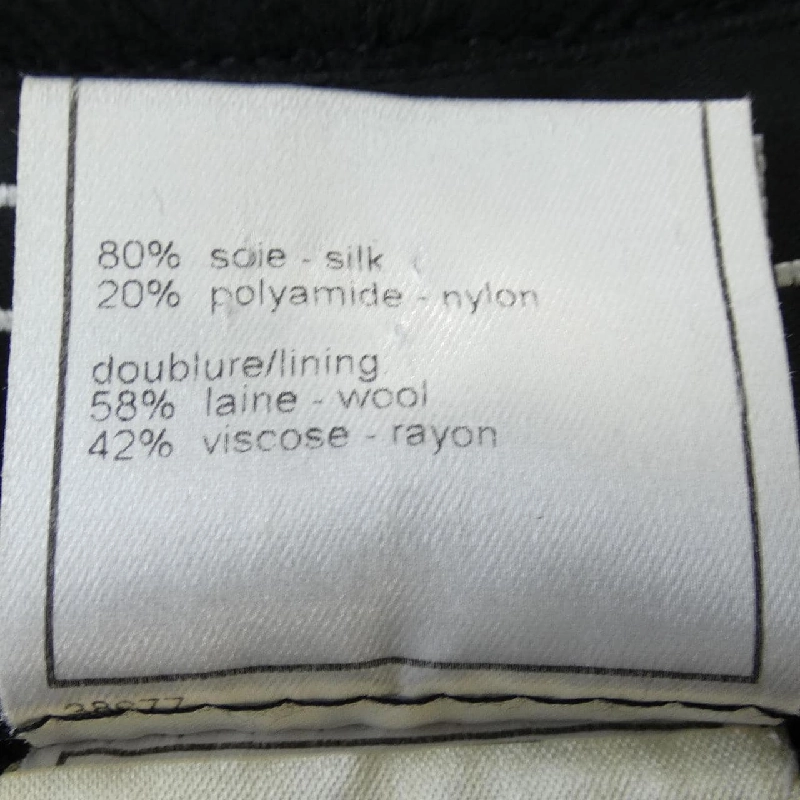 80% soie - silk
20% polyamide - nylon
doublure/lining
58% laine - wool
42% viscose - rayon